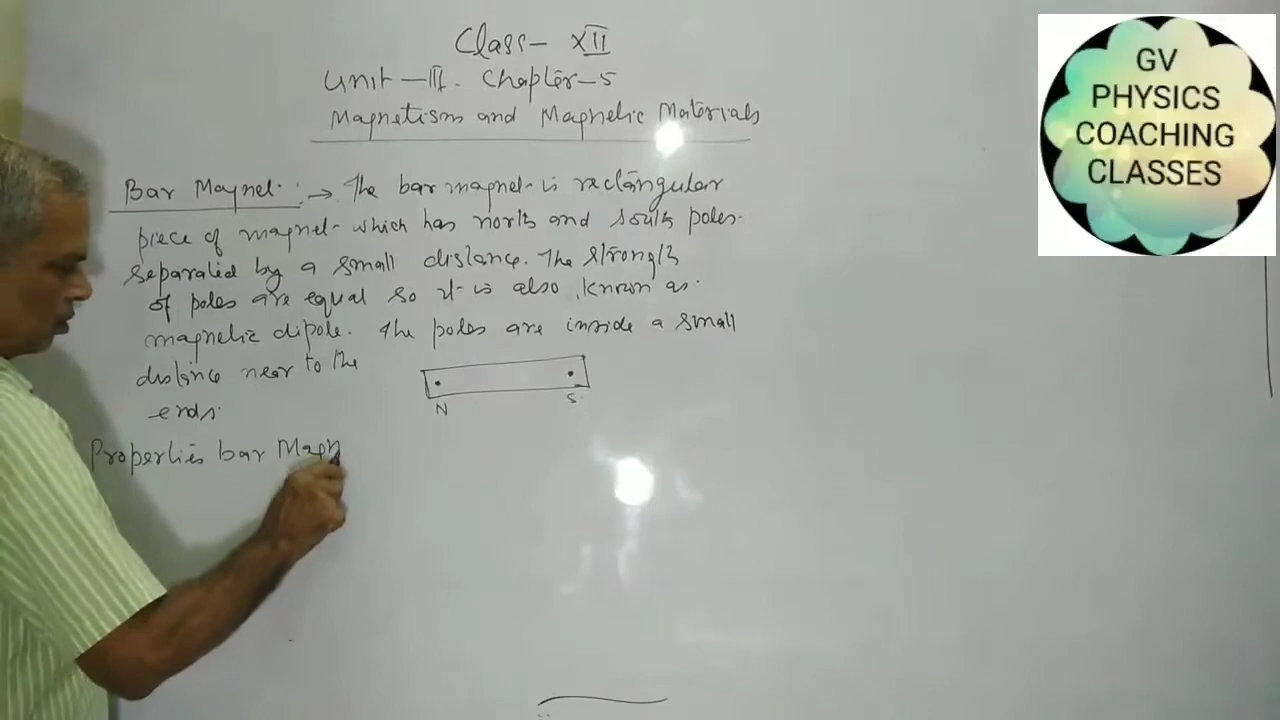 Class- XII
Unit -III. Chapter-5
Magnetism and Magnetic Materials
Bar Magnet: → The bar magnet is rectangular
piece of magnet which has north and south poles.
separated by a small distance. The strength
of poles are equal so it is also known as.
magnetic dipole. The poles are inside a small
distance near to the
ends.
N
S
Properties bar Magn
GV
PHYSICS
COACHING
CLASSES